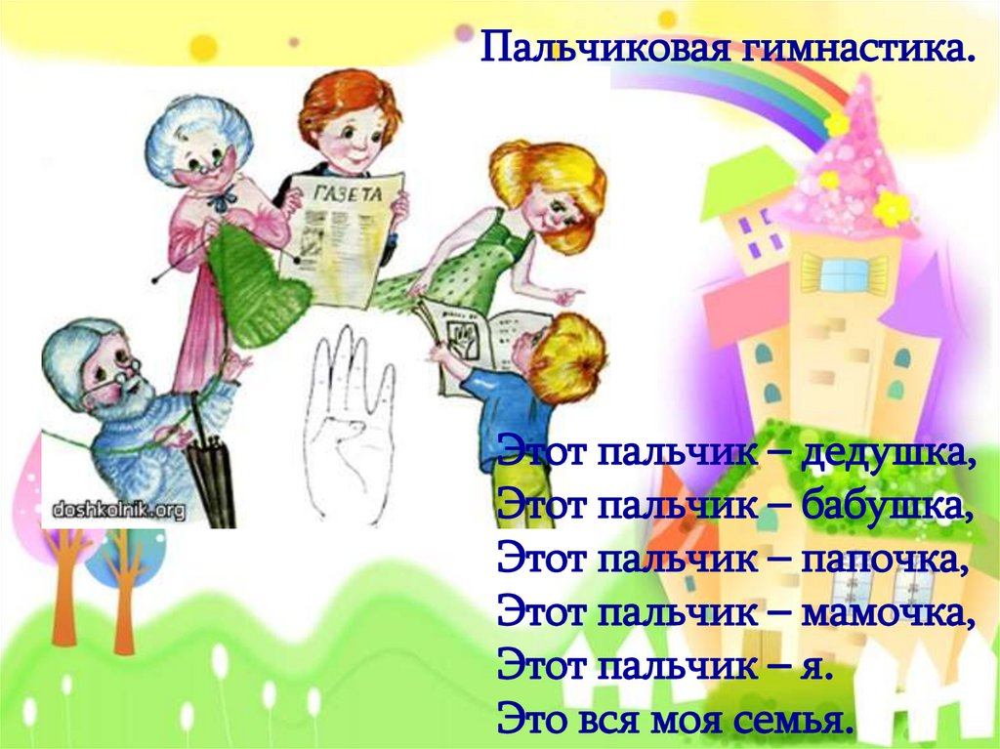 Пальчиковая гимнастика.
ГАЗЕТА
doshkolnik.org
Этот пальчик – дедушка,
Этот пальчик – бабушка,
Этот пальчик – папочка,
Этот пальчик – мамочка,
Этот пальчик – я.
Это вся моя семья.